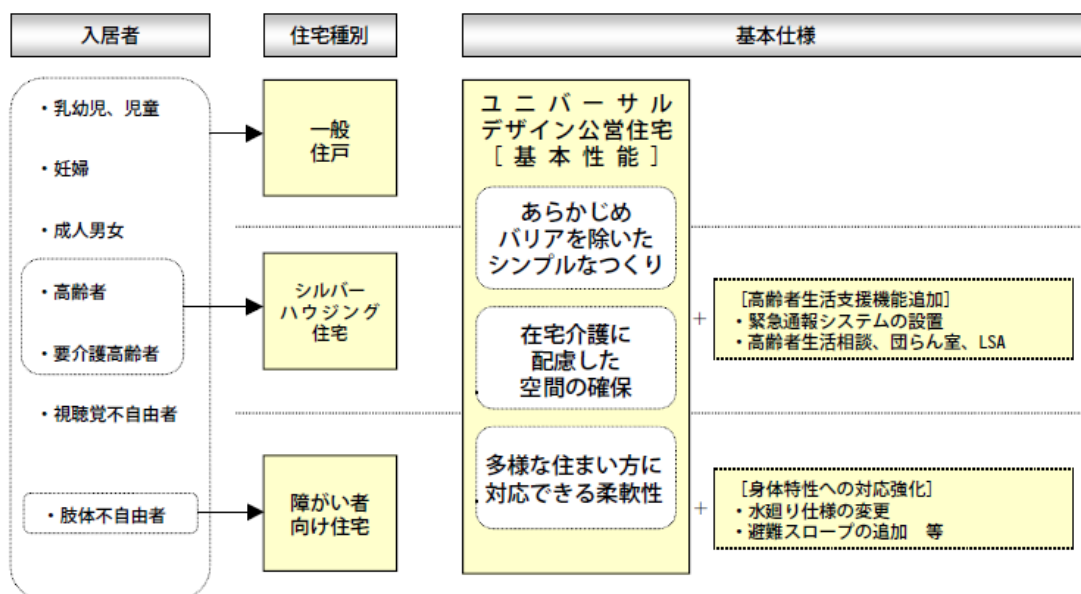 入居者
住宅種別
基本仕様
・乳幼児、児童
・妊婦
・成人男女
・高齢者
・要介護高齢者
・視聴覚不自由者
・肢体不自由者
一般
住戸
シルバー
ハウジング
住宅
障がい者
向け住宅
ユニバーサル
デザイン公営住宅
[基本性能]
あらかじめ
バリアを除いた
シンプルなつくり
在宅介護に
配慮した
空間の確保
多様な住まい方に
対応できる柔軟性
+
[高齢者生活支援機能追加]
・緊急通報システムの設置
・高齢者生活相談、団らん室、LSA
+
[身体特性への対応強化]
・水廻り仕様の変更
・避難スロープの追加　等